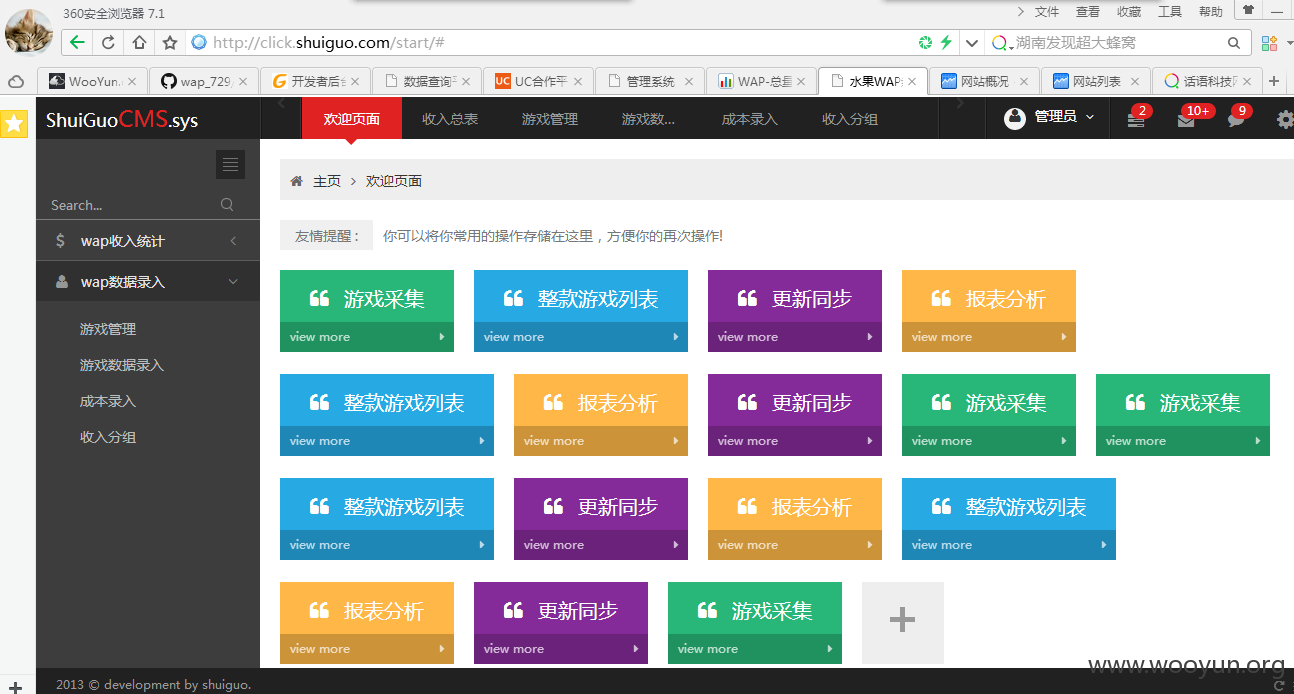 360安全浏览器 7.1
文件 查看 收藏 工具 帮助
http://click.shuiguo.com/start/#
湖南发现超大蜂窝
WooYun. wap_729 开发者后台 数据查询平 UC合作平 管理系统 WAP-总量 水果WAP 网站概况 网站列表 话语科技
ShuiGuoCMS.sys
欢迎页面 收入总表 游戏管理 游戏数... 成本录入 收入分组
管理员 2 10+ 9
主页 > 欢迎页面
Search...
友情提醒： 你可以将你常用的操作存储在这里，方便你的再次操作!
wap收入统计
wap数据录入
游戏管理
游戏数据录入
成本录入
收入分组
游戏采集 整款游戏列表 更新同步 报表分析
view more view more view more view more
整款游戏列表 报表分析 更新同步 游戏采集 游戏采集
view more view more view more view more view more
整款游戏列表 更新同步 报表分析 整款游戏列表
view more view more view more view more
报表分析 更新同步 游戏采集
view more view more view more
2013 © development by shuiguo.
www.wooyun.org